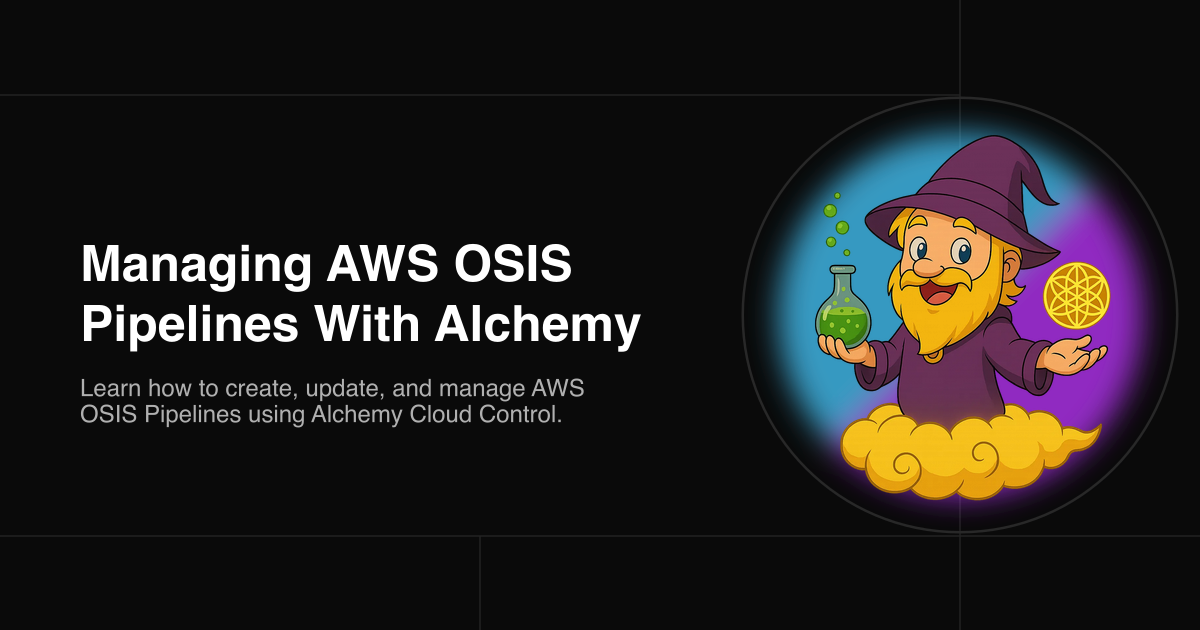 Managing AWS OSIS
Pipelines With Alchemy
Learn how to create, update, and manage AWS
OSIS Pipelines using Alchemy Cloud Control.